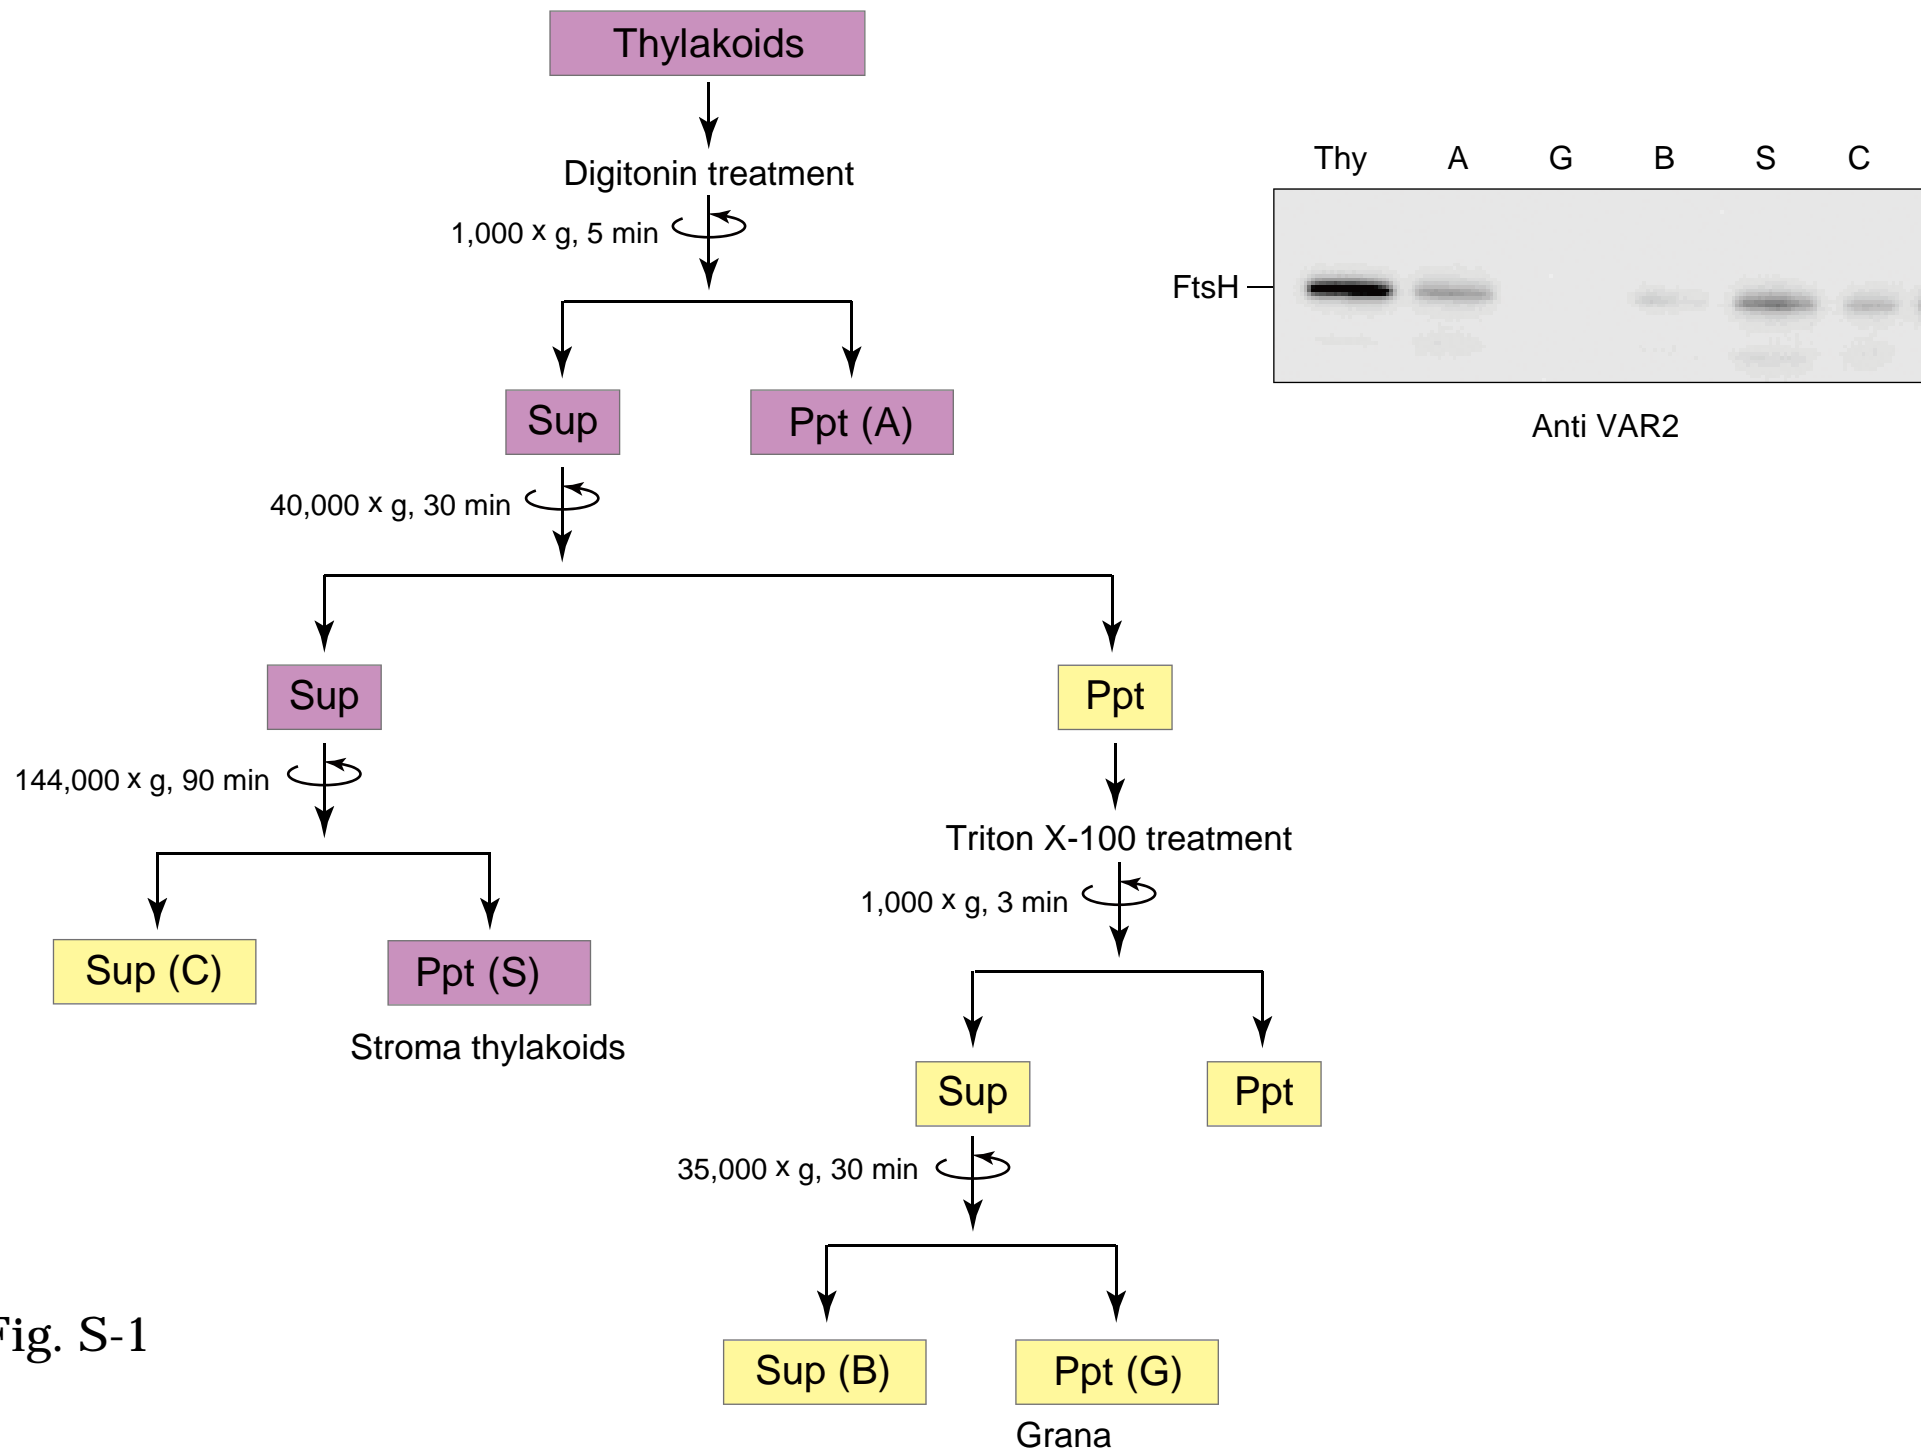 Thylakoids
Digitonin treatment
1,000 x g, 5 min
Sup
Ppt (A)
40,000 x g, 30 min
Sup
Ppt
144,000 x g, 90 min
Triton X-100 treatment
1,000 x g, 3 min
Sup (C)
Ppt (S)
Stroma thylakoids
Sup
Ppt
35,000 x g, 30 min
Sup (B)
Ppt (G)
Grana
Thy A G B S C
FtsH
Anti VAR2
Fig. S-1